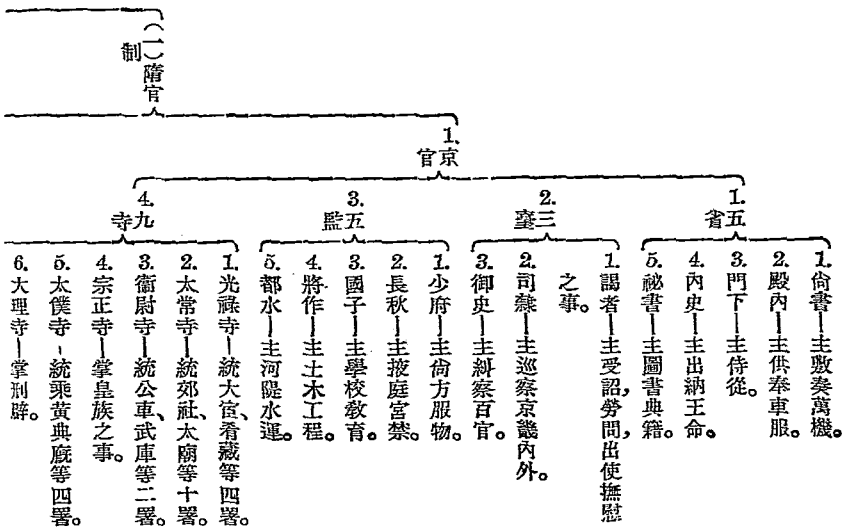 （一）隋官
制
1.
京官
1.
五省
1. 尙書—主敷奏萬機。
2. 殿內—主供奉車服。
3. 門下—主侍從。
4. 內史—主出納王命。
5. 祕書—主圖書典籍。
2.
三臺
1. 謁者—主受詔，勞問，出使撫慰
之事。
2. 司隸—主巡察京畿內外。
3. 御史—主糾察百官。
3.
五監
1. 少府—主尙方服物。
2. 長秋—主掖庭宮禁。
3. 國子—主學校敎育。
4. 將作—主土木工程。
5. 都水—主河隄水運。
4.
九寺
1. 光祿寺—統大官、肴藏等四署。
2. 太常寺—統郊社、太廟等十署。
3. 衞尉寺—統公車、武庫等二署。
4. 宗正寺—掌皇族之事。
5. 太僕寺-統乘黃典廐等四署。
6. 大理寺—掌刑辟。